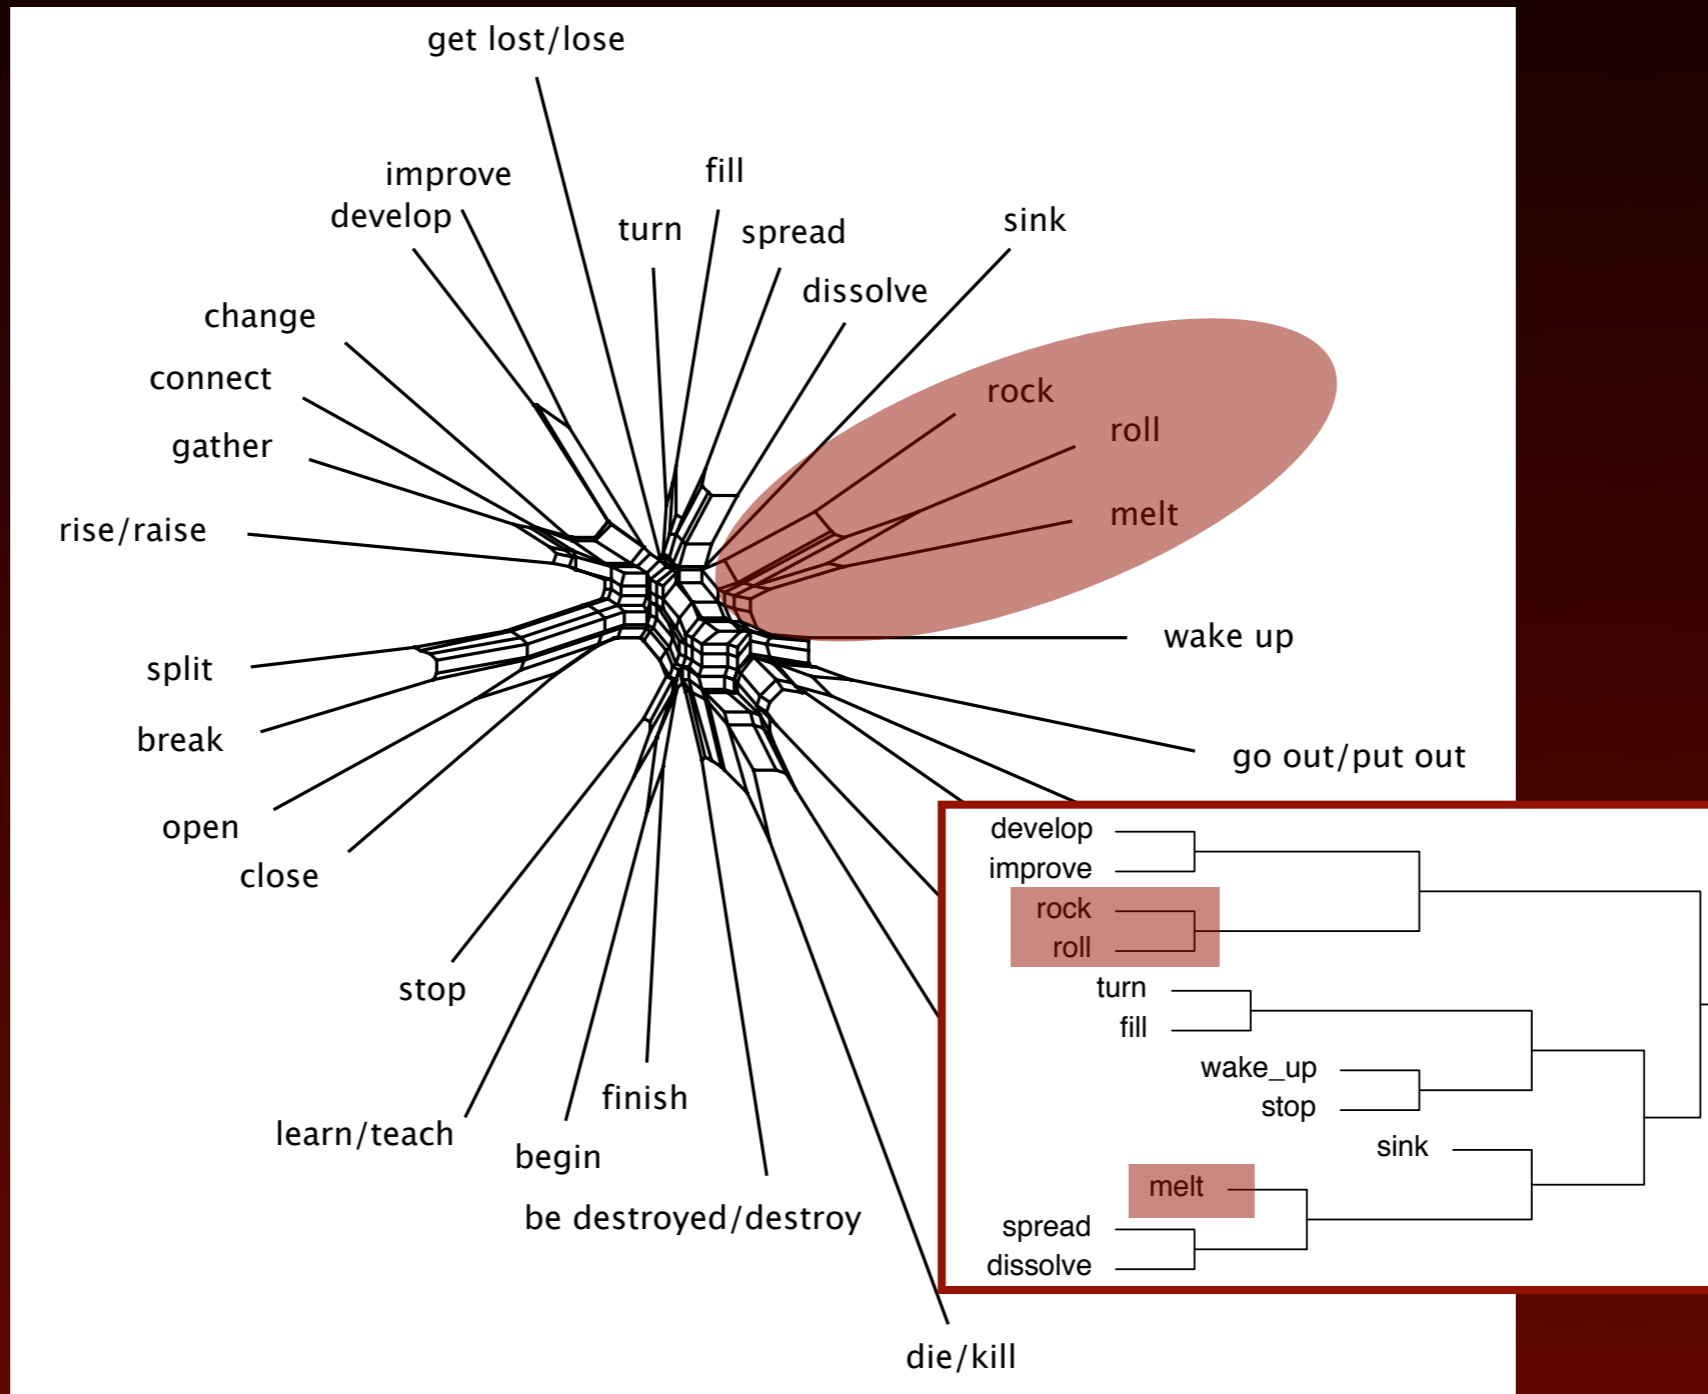 get lost/lose
improve
fill
develop
turn
spread
sink
dissolve
change
connect
rock
roll
gather
melt
rise/raise
wake up
split
break
go out/put out
open
close
stop
finish
learn/teach
begin
be destroyed/destroy
die/kill
develop
improve
rock
roll
turn
fill
wake_up
stop
sink
melt
spread
dissolve